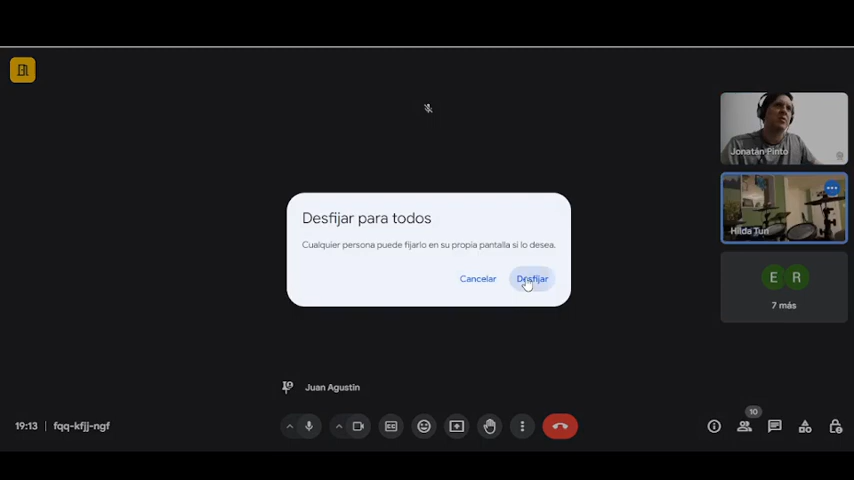 Jonatán Pinto
Desfijar para todos
Cualquier persona puede fijarlo en su propia pantalla si lo desea.
Cancelar
Desfijar
Hilda Tun
E
R
7 más
Juan Agustin
10
19:13 | fqq-kfjj-ngf
CC